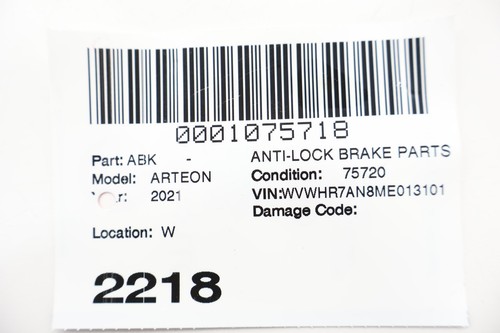 0001075718
Part: ABK - ANTI-LOCK BRAKE PARTS
Model: ARTEON Condition: 75720
2021 VIN:WVWHR7AN8ME013101
Damage Code:
Location: W
2218